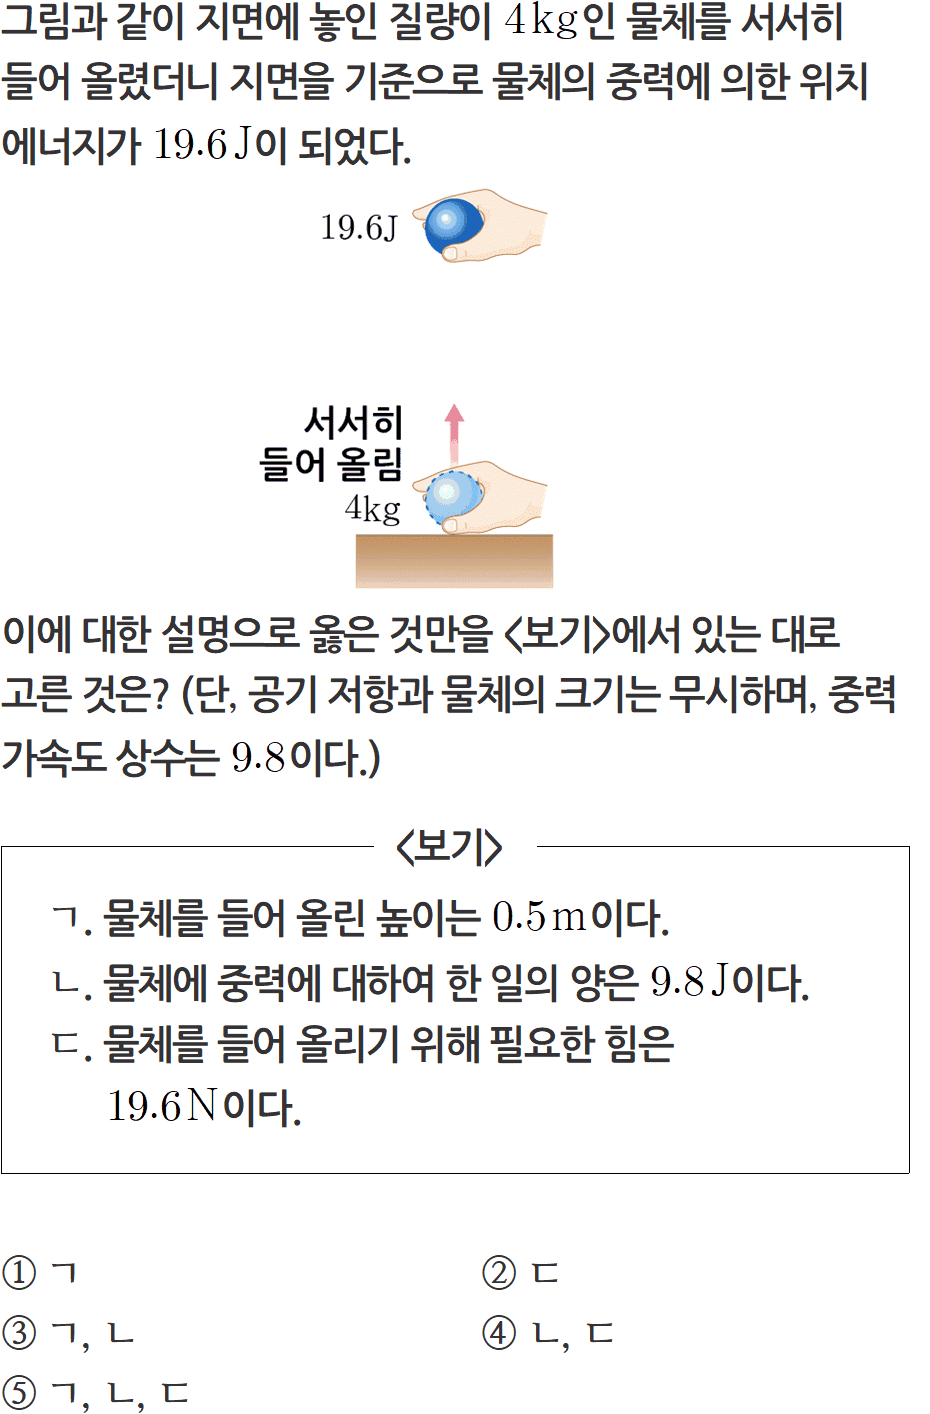 그림과 같이 지면에 놓인 질량이 4kg인 물체를 서서히
들어 올렸더니 지면을 기준으로 물체의 중력에 의한 위치
에너지가 19.6J이 되었다.
19.6J
서서히
들어 올림
4kg
이에 대한 설명으로 옳은 것만을 <보기>에서 있는 대로
고른 것은? (단, 공기 저항과 물체의 크기는 무시하며, 중력
가속도 상수는 9.8이다.)
<보기>
ㄱ. 물체를 들어 올린 높이는 0.5m이다.
ㄴ. 물체에 중력에 대하여 한 일의 양은 9.8J이다.
ㄷ. 물체를 들어 올리기 위해 필요한 힘은
19.6N이다.
① ㄱ ② ㄷ
③ ㄱ, ㄴ ④ ㄴ, ㄷ
⑤ ㄱ, ㄴ, ㄷ